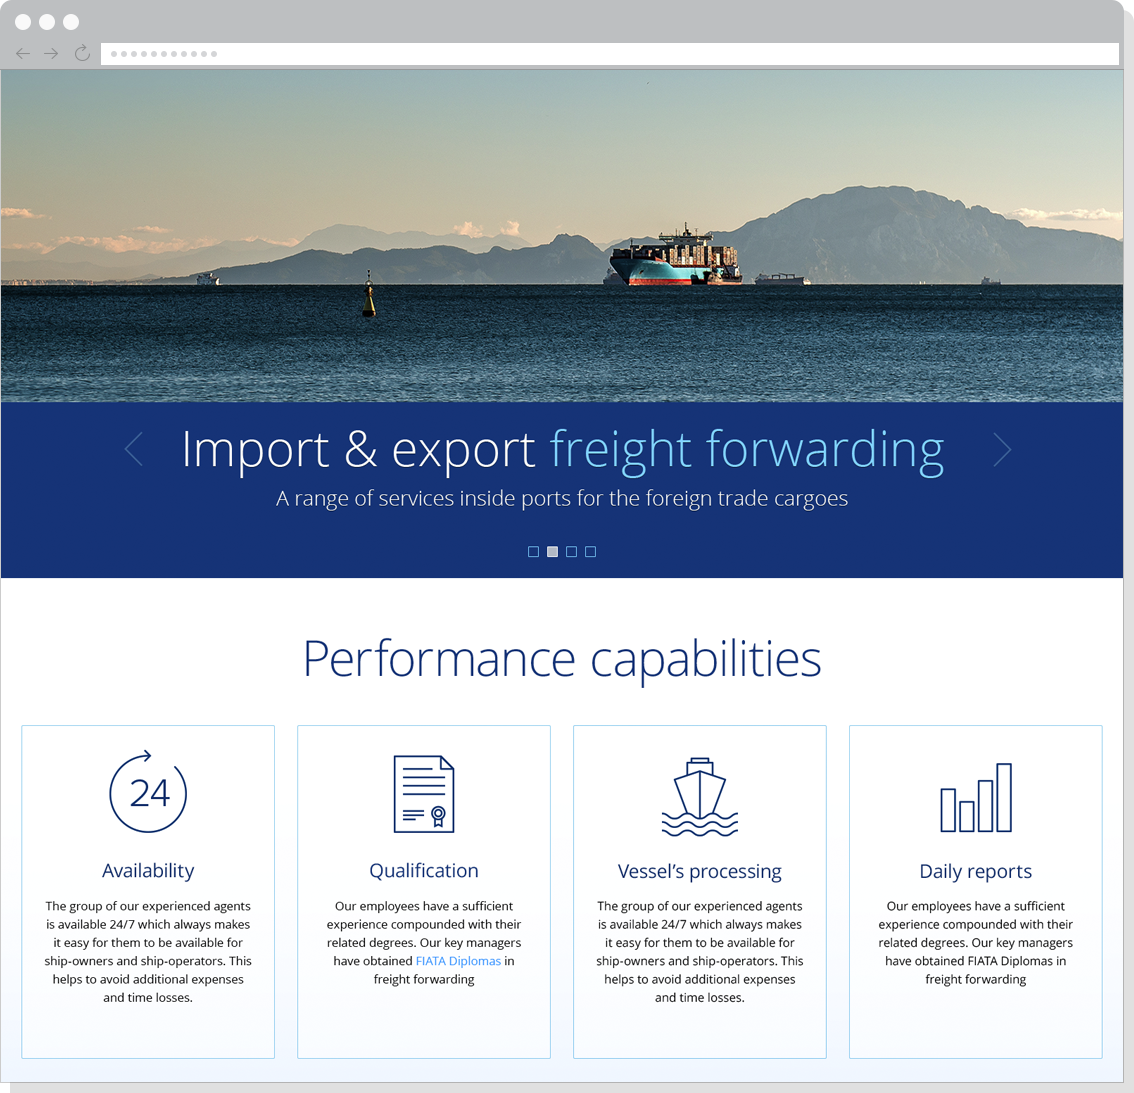 Import & export freight forwarding
A range of services inside ports for the foreign trade cargoes
Performance capabilities
24
Availability
The group of our experienced agents
is available 24/7 which always makes
it easy for them to be available for
ship-owners and ship-operators. This
helps to avoid additional expenses
and time losses.
Qualification
Our employees have a sufficient
experience compounded with their
related degrees. Our key managers
have obtained FIATA Diplomas in
freight forwarding
Vessel’s processing
The group of our experienced agents
is available 24/7 which always makes
it easy for them to be available for
ship-owners and ship-operators. This
helps to avoid additional expenses
and time losses.
Daily reports
Our employees have a sufficient
experience compounded with their
related degrees. Our key managers
have obtained FIATA Diplomas in
freight forwarding